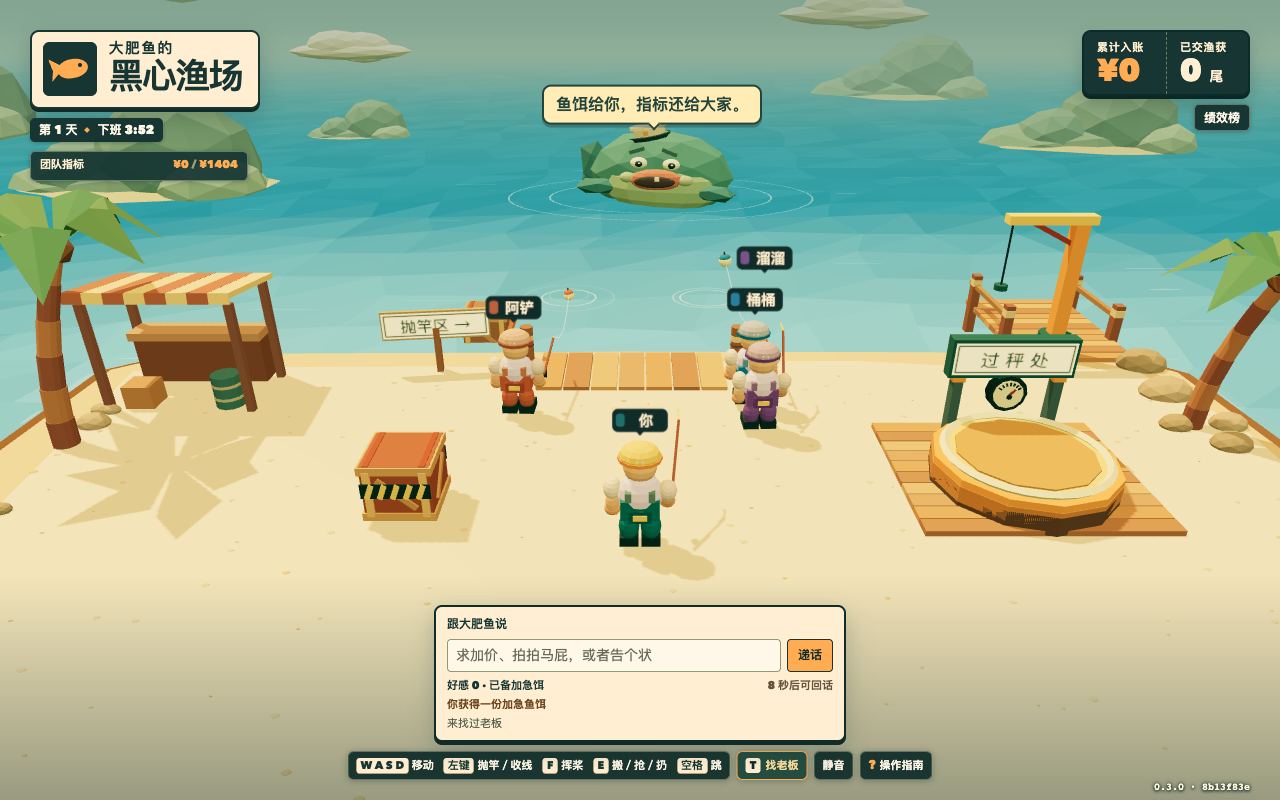 大肥鱼的
黑心渔场
第 1 天 • 下班 3:52
团队指标 ¥0 / ¥1404
鱼饵给你，指标还给大家。
累计入账 已交渔获
¥0 0 尾
绩效榜
溜溜
桶桶
阿铲
抛竿区 →
过秤处
你
跟大肥鱼说
求加价、拍拍马屁，或者告个状
递话
好感 0 • 已备加急饵 8 秒后可回话
你获得一份加急鱼饵
来找过老板
WASD 移动 左键 抛竿 / 收线 F 挥桨 E 搬 / 抢 / 扔 空格 跳 T 找老板 静音 ? 操作指南
0.3.0 · 8b13f83e